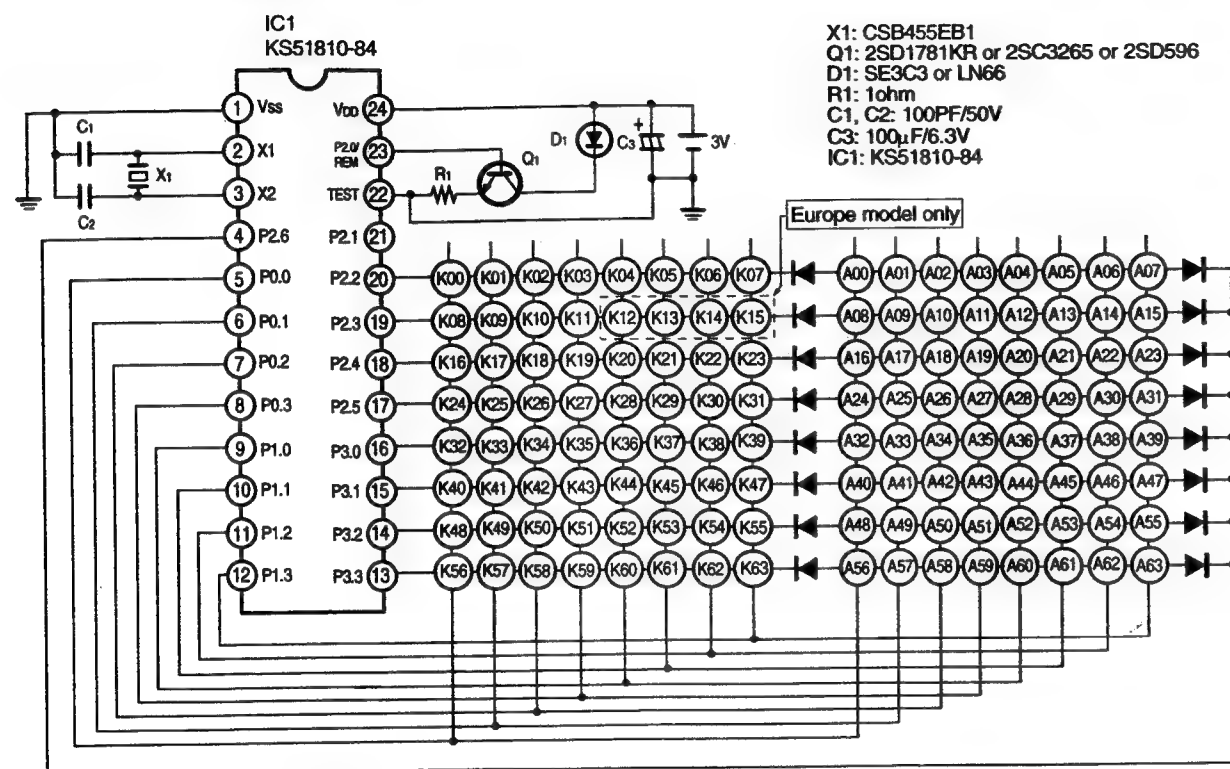 IC1
KS51810-84
X1: CSB455EB1
Q1: 2SD1781KR or 2SC3265 or 2SD596
D1: SE3C3 or LN66
R1: 1ohm
C1, C2: 100PF/50V
C3: 100µF/6.3V
IC1: KS51810-84
1 Vss VDD 24
C1
2 X1 P2.0/REM 23
X1
3 X2 TEST 22
C2
R1 Q1 D1 C3 + 3V
4 P2.6 P2.1 21
Europe model only
5 P0.0 P2.2 20 K00 K01 K02 K03 K04 K05 K06 K07 A00 A01 A02 A03 A04 A05 A06 A07
6 P0.1 P2.3 19 K08 K09 K10 K11 K12 K13 K14 K15 A08 A09 A10 A11 A12 A13 A14 A15
7 P0.2 P2.4 18 K16 K17 K18 K19 K20 K21 K22 K23 A16 A17 A18 A19 A20 A21 A22 A23
8 P0.3 P2.5 17 K24 K25 K26 K27 K28 K29 K30 K31 A24 A25 A26 A27 A28 A29 A30 A31
9 P1.0 P3.0 16 K32 K33 K34 K35 K36 K37 K38 K39 A32 A33 A34 A35 A36 A37 A38 A39
10 P1.1 P3.1 15 K40 K41 K42 K43 K44 K45 K46 K47 A40 A41 A42 A43 A44 A45 A46 A47
11 P1.2 P3.2 14 K48 K49 K50 K51 K52 K53 K54 K55 A48 A49 A50 A51 A52 A53 A54 A55
12 P1.3 P3.3 13 K56 K57 K58 K59 K60 K61 K62 K63 A56 A57 A58 A59 A60 A61 A62 A63